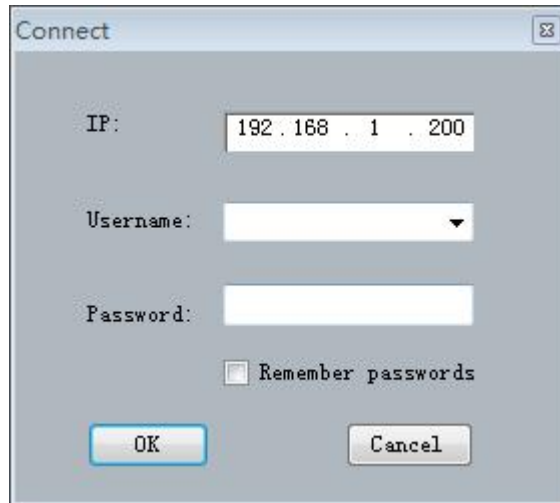 Connect
IP: 192 . 168 . 1 . 200
Username:
Password:
Remember passwords
OK Cancel